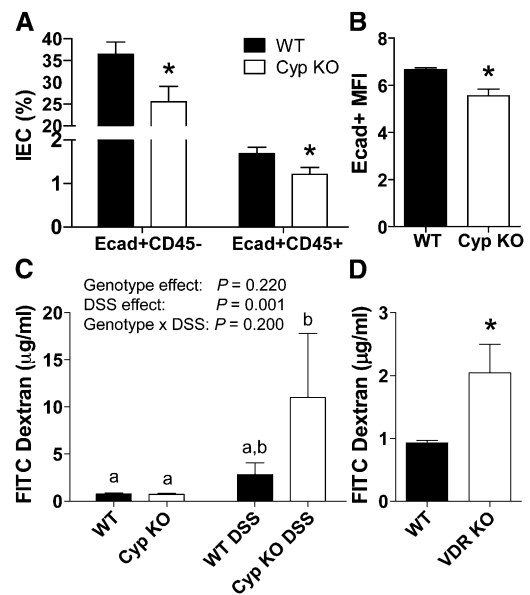 A
IEC (%)
40
35
30
25
20
2
1
0
WT
Cyp KO
*
*
Ecad+CD45-
Ecad+CD45+
B
Ecad+ MFI
8
6
4
2
0
*
WT
Cyp KO
C
Genotype effect: P = 0.220
DSS effect: P = 0.001
Genotype x DSS: P = 0.200
FITC Dextran (µg/ml)
20
15
10
5
0
a
a
a,b
b
WT
Cyp KO
WT DSS
Cyp KO DSS
D
FITC Dextran (µg/ml)
3
2
1
0
*
WT
VDR KO